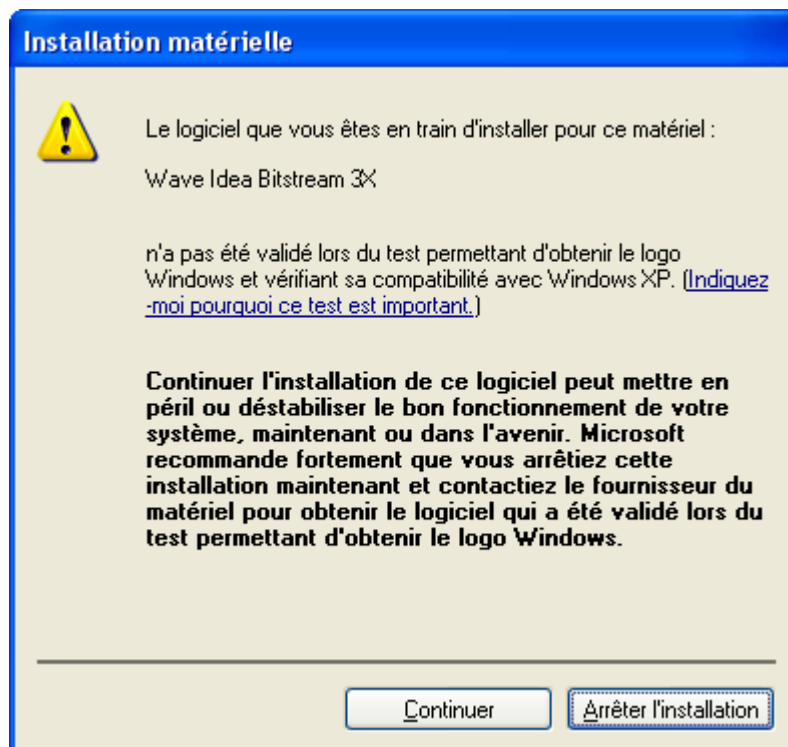 Installation matérielle
Le logiciel que vous êtes en train d'installer pour ce matériel :
Wave Idea Bitstream 3X
n'a pas été validé lors du test permettant d'obtenir le logo
Windows et vérifiant sa compatibilité avec Windows XP. (Indiquez
-moi pourquoi ce test est important.)
Continuer l'installation de ce logiciel peut mettre en
péril ou déstabiliser le bon fonctionnement de votre
système, maintenant ou dans l'avenir. Microsoft
recommande fortement que vous arrêtiez cette
installation maintenant et contactiez le fournisseur du
matériel pour obtenir le logiciel qui a été validé lors du
test permettant d'obtenir le logo Windows.
Continuer
Arrêter l'installation